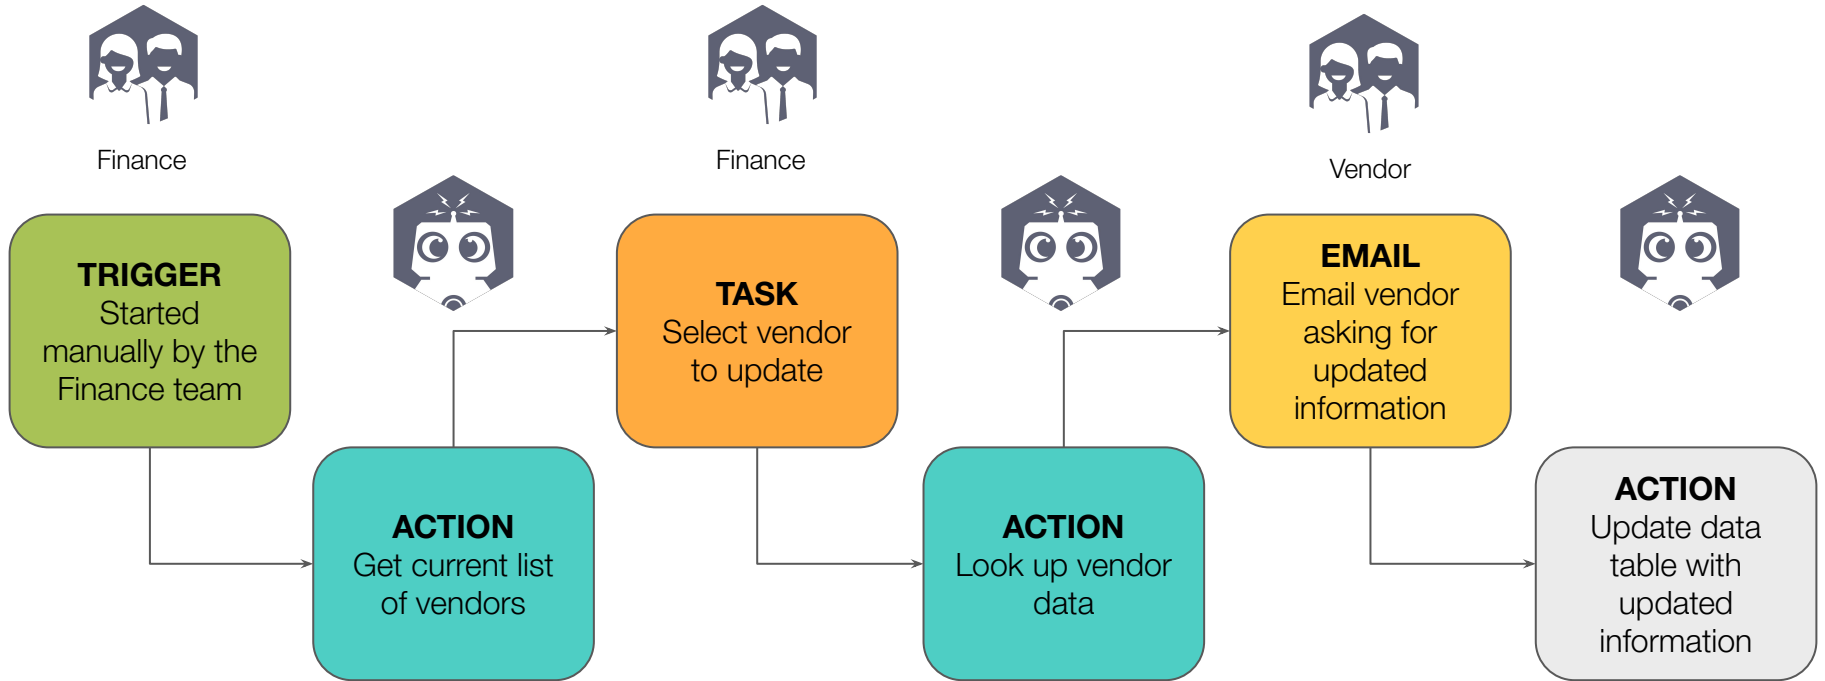 Finance
Finance
Vendor
TRIGGER
Started
manually by the
Finance team
ACTION
Get current list
of vendors
TASK
Select vendor
to update
ACTION
Look up vendor
data
EMAIL
Email vendor
asking for
updated
information
ACTION
Update data
table with
updated
information